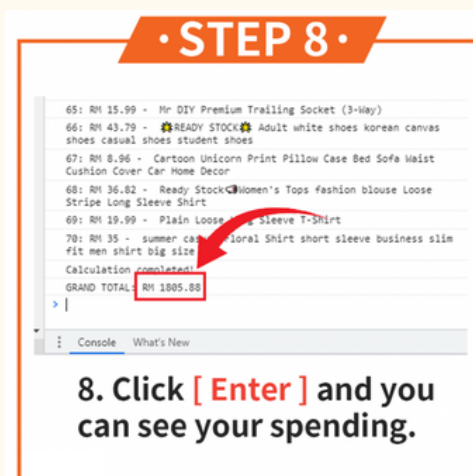 · STEP 8 ·
65: RM 15.99 - Mr DIY Premium Trailing Socket (3-Way)
66: RM 43.79 - 🌟READY STOCK🌟 Adult white shoes korean canvas
shoes casual shoes student shoes
67: RM 8.96 - Cartoon Unicorn Print Pillow Case Bed Sofa Waist
Cushion Cover Car Home Decor
68: RM 36.82 - Ready Stock Women's Tops fashion blouse Loose
Stripe Long Sleeve Shirt
69: RM 19.99 - Plain Loose Sleeve T-Shirt
70: RM 35 - summer Floral Shirt short sleeve business slim
fit men shirt big size
Calculation completed!
GRAND TOTAL: RM 1805.88
>
Console What's New
8. Click [ Enter ] and you
can see your spending.